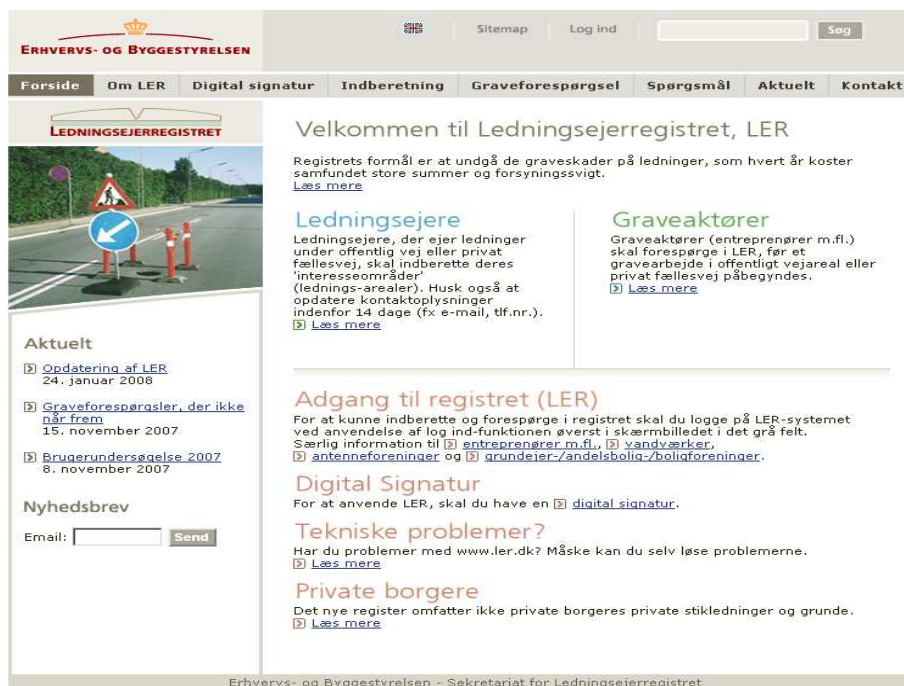 ERHVERVS- OG BYGGESTYRELSEN
Sitemap
Log ind
Søg
Forside
Om LER
Digital signatur
Indberetning
Graveforespørgsel
Spørgsmål
Aktuelt
Kontakt
LEDNINGSEJERREGISTRET
Velkommen til Ledningsejerregistret, LER
Registrets formål er at undgå de graveskader på ledninger, som hvert år koster
samfundet store summer og forsyningssvigt.
Læs mere
Ledningsejere
Ledningsejere, der ejer ledninger
under offentlig vej eller privat
fællesvej, skal indberette deres
'interesseområder'
(lednings-arealer). Husk også at
opdatere kontaktoplysninger
indenfor 14 dage (fx e-mail, tlf.nr.).
Læs mere
Graveaktører
Graveaktører (entreprenører m.fl.)
skal forespørge i LER, før et
gravearbejde i offentligt vejareal eller
privat fællesvej påbegyndes.
Læs mere
Aktuelt
Opdatering af LER
24. januar 2008
Graveforespørgsler, der ikke
når frem
15. november 2007
Brugerundersøgelse 2007
8. november 2007
Nyhedsbrev
Email:
Send
Adgang til registret (LER)
For at kunne indberette og forespørge i registret skal du logge på LER-systemet
ved anvendelse af log ind-funktionen øverst i skærmbilledet i det grå felt.
Særlig information til entreprenører m.fl., vandværker,
antenneforeninger og grundejer-/andelsbolig-/boligforeninger.
Digital Signatur
For at anvende LER, skal du have en digital signatur.
Tekniske problemer?
Har du problemer med www.ler.dk? Måske kan du selv løse problemerne.
Læs mere
Private borgere
Det nye register omfatter ikke private borgeres private stikledninger og grunde.
Læs mere
Erhvervs- og Byggestyrelsen - Sekretariat for Ledningsejerregistret